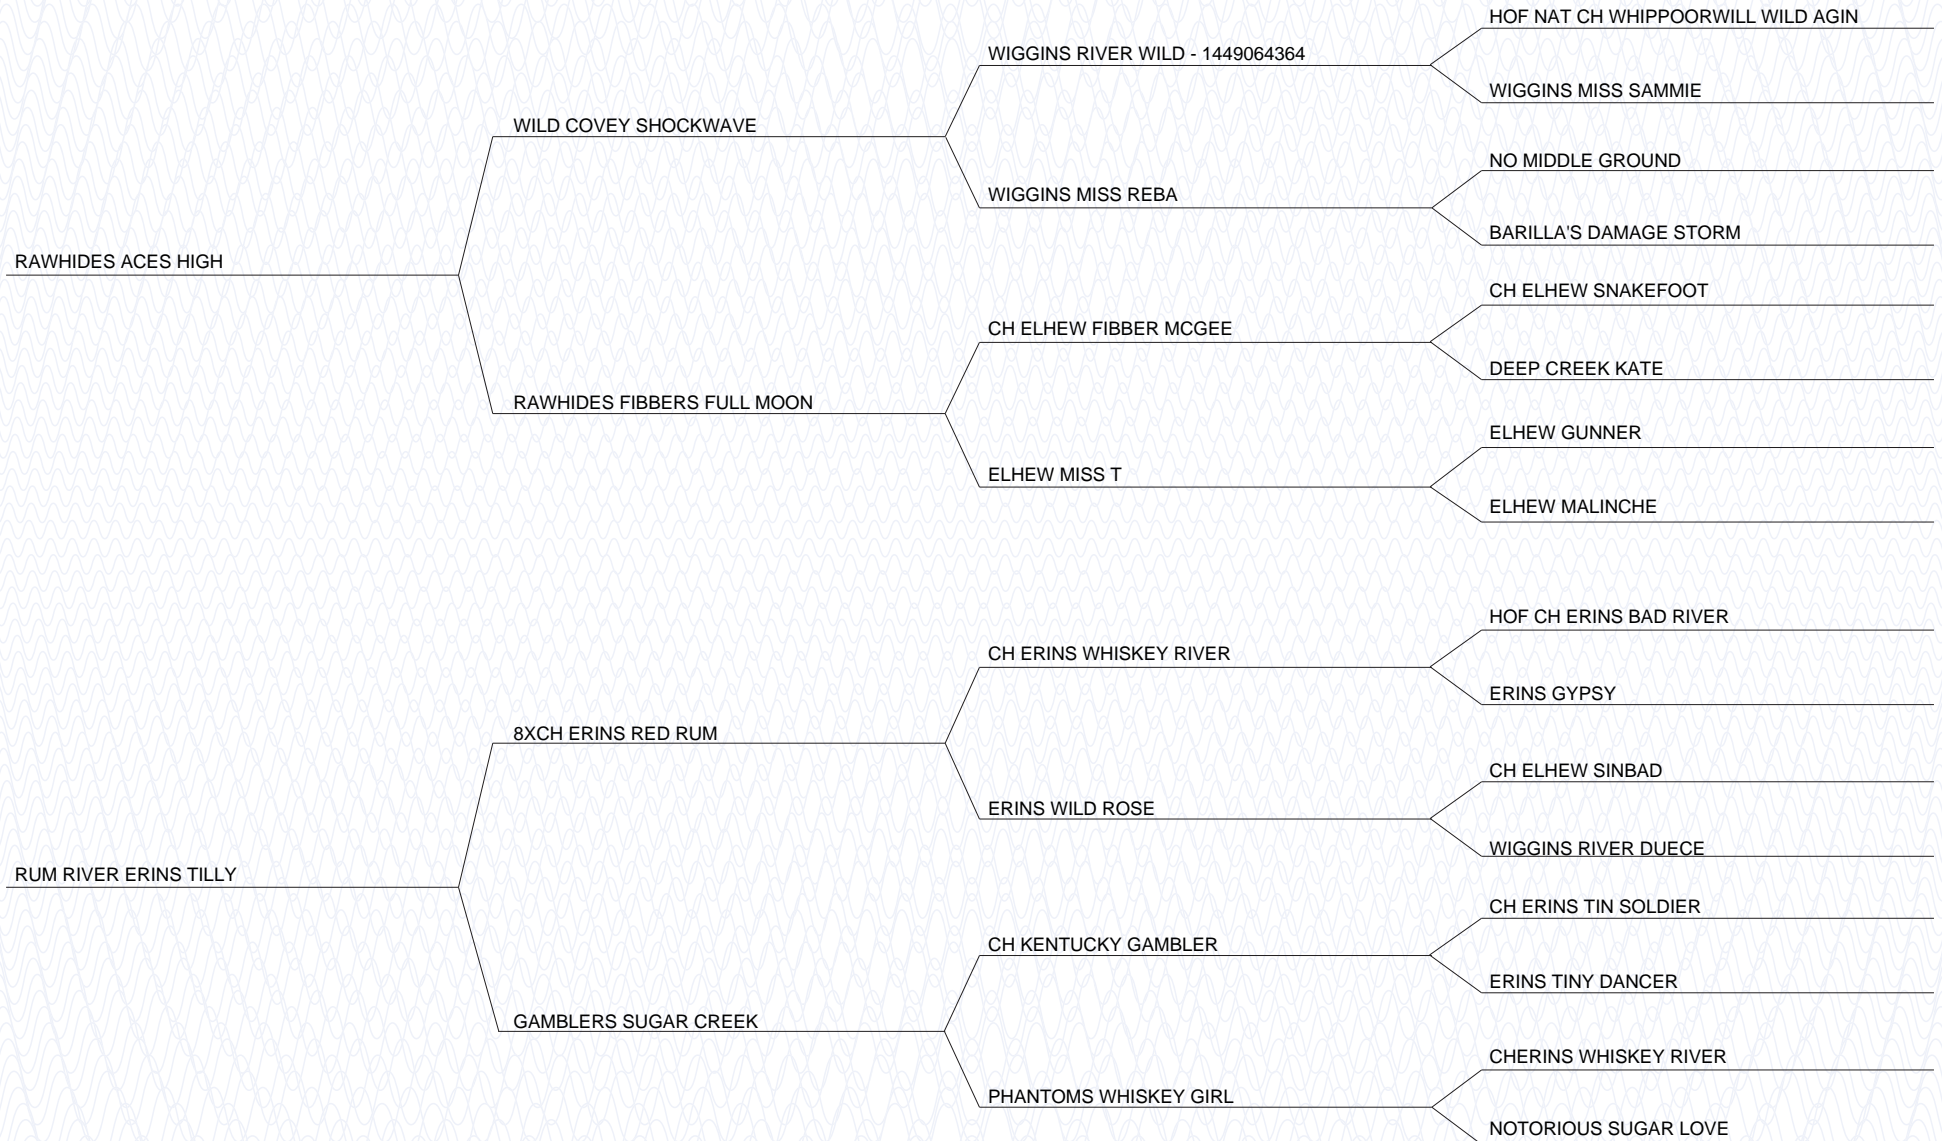 HOF NAT CH WHIPPOORWILL WILD AGIN
WIGGINS RIVER WILD - 1449064364
WIGGINS MISS SAMMIE
WILD COVEY SHOCKWAVE
NO MIDDLE GROUND
WIGGINS MISS REBA
BARILLA'S DAMAGE STORM
RAWHIDES ACES HIGH
CH ELHEW SNAKEFOOT
CH ELHEW FIBBER MCGEE
DEEP CREEK KATE
RAWHIDES FIBBERS FULL MOON
ELHEW GUNNER
ELHEW MISS T
ELHEW MALINCHE
HOF CH ERINS BAD RIVER
CH ERINS WHISKEY RIVER
ERINS GYPSY
8XCH ERINS RED RUM
CH ELHEW SINBAD
ERINS WILD ROSE
WIGGINS RIVER DUECE
RUM RIVER ERINS TILLY
CH ERINS TIN SOLDIER
CH KENTUCKY GAMBLER
ERINS TINY DANCER
GAMBLERS SUGAR CREEK
CHERINS WHISKEY RIVER
PHANTOMS WHISKEY GIRL
NOTORIOUS SUGAR LOVE